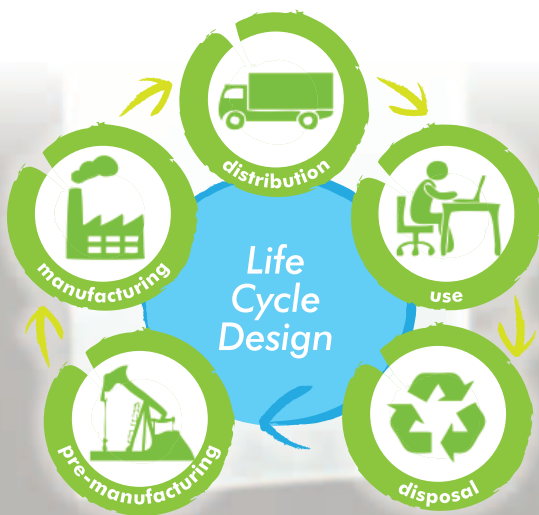 distribution
manufacturing
use
Life
Cycle
Design
pre-manufacturing
disposal